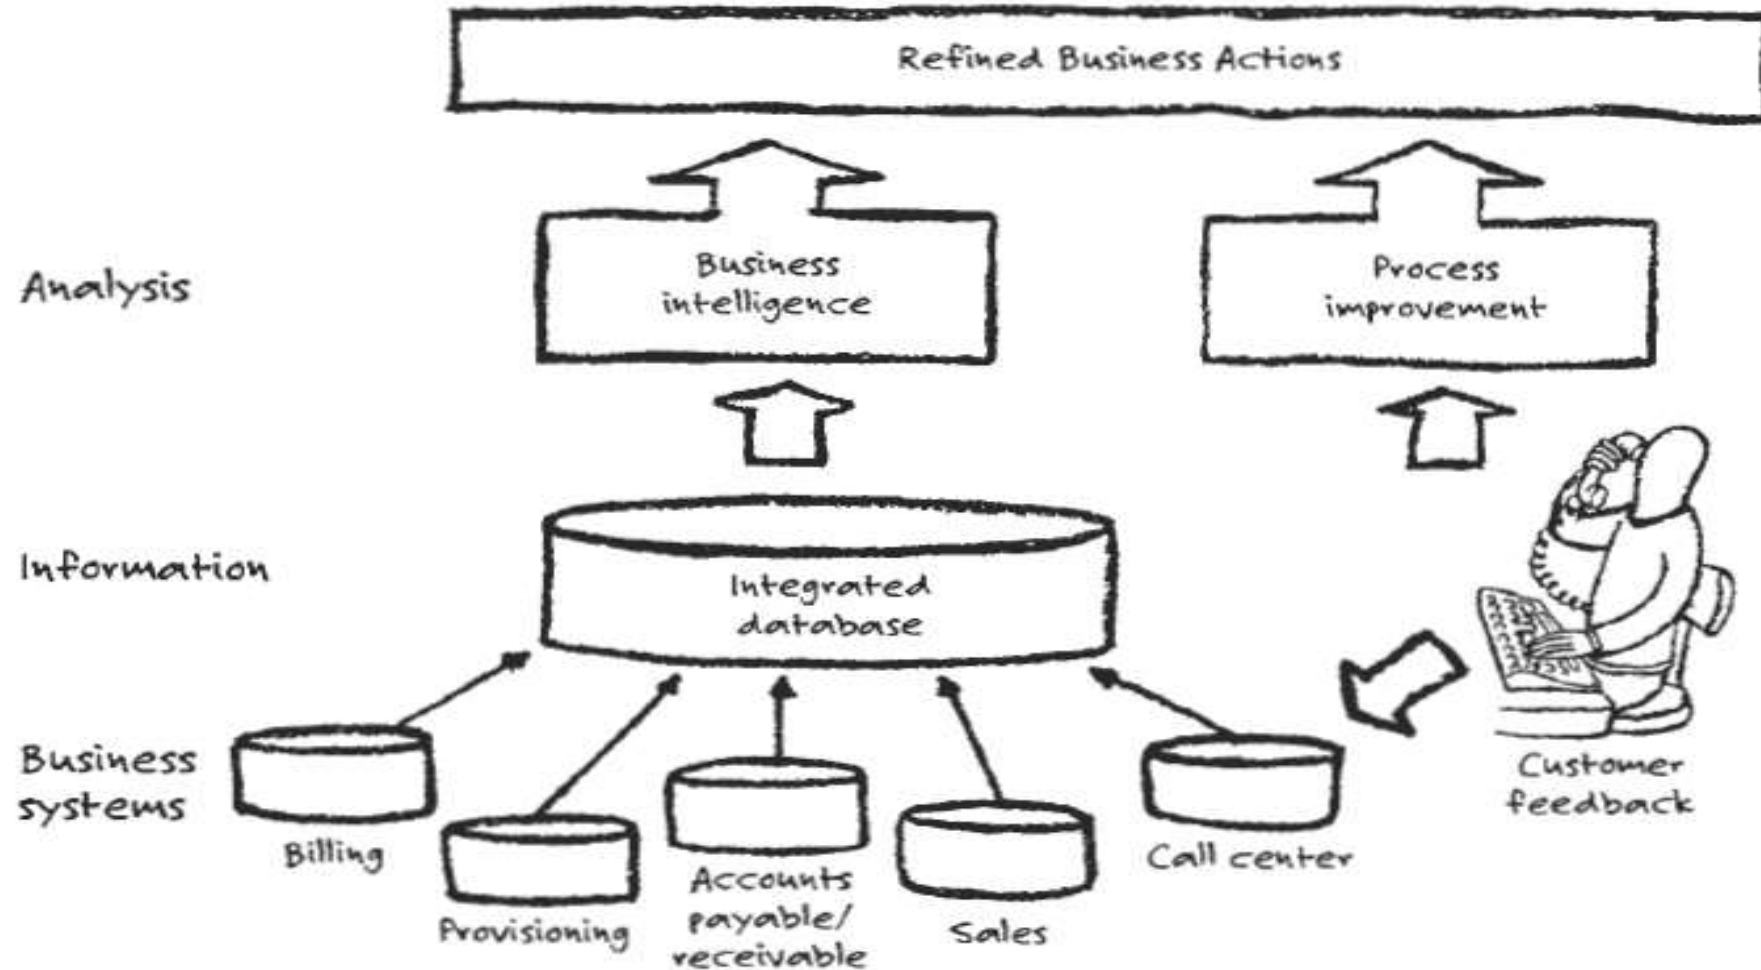 Refined Business Actions
Analysis
Business
intelligence
Process
improvement
Information
Integrated
database
Business
systems
Billing
Provisioning
Accounts
payable/
receivable
Sales
Call center
Customer
feedback